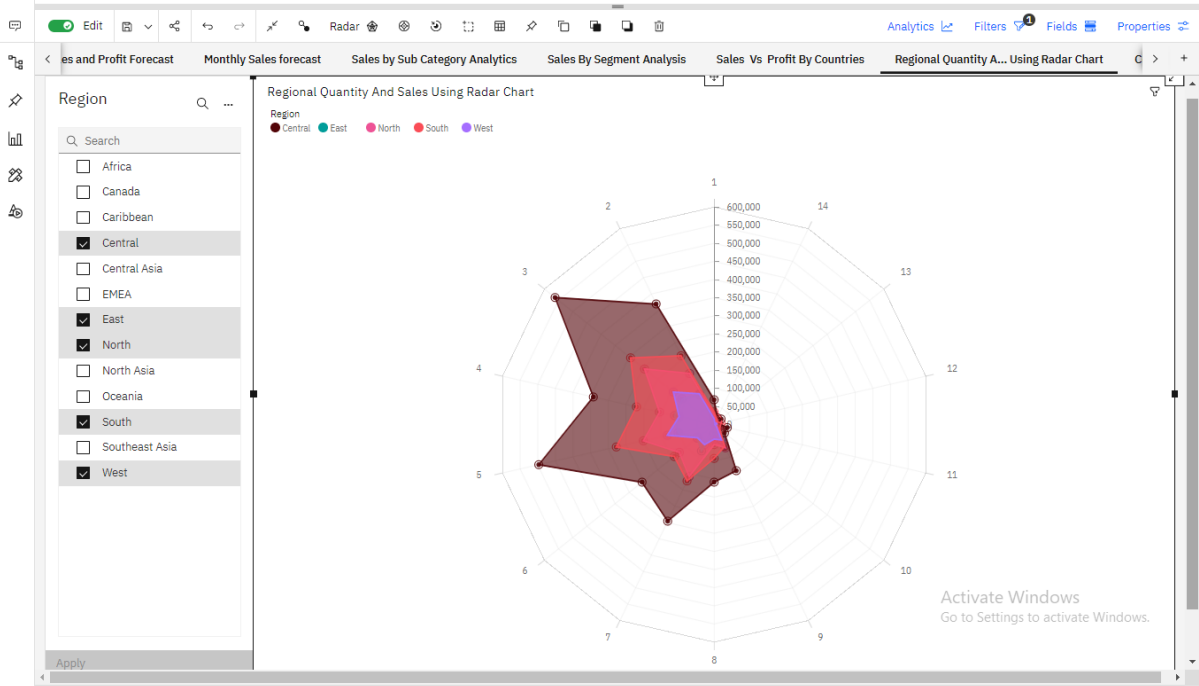 Edit Radar Analytics Filters 1 Fields Properties
es and Profit Forecast Monthly Sales forecast Sales by Sub Category Analytics Sales By Segment Analysis Sales Vs Profit By Countries Regional Quantity A... Using Radar Chart C
Region
Search
Africa
Canada
Caribbean
Central
Central Asia
EMEA
East
North
North Asia
Oceania
South
Southeast Asia
West
Apply
Regional Quantity And Sales Using Radar Chart
Region
Central East North South West
1
2
14
600,000
550,000
500,000
450,000
400,000
350,000
300,000
250,000
200,000
150,000
100,000
50,000
3
13
4
12
5
11
6
10
7
9
8
Activate Windows
Go to Settings to activate Windows.